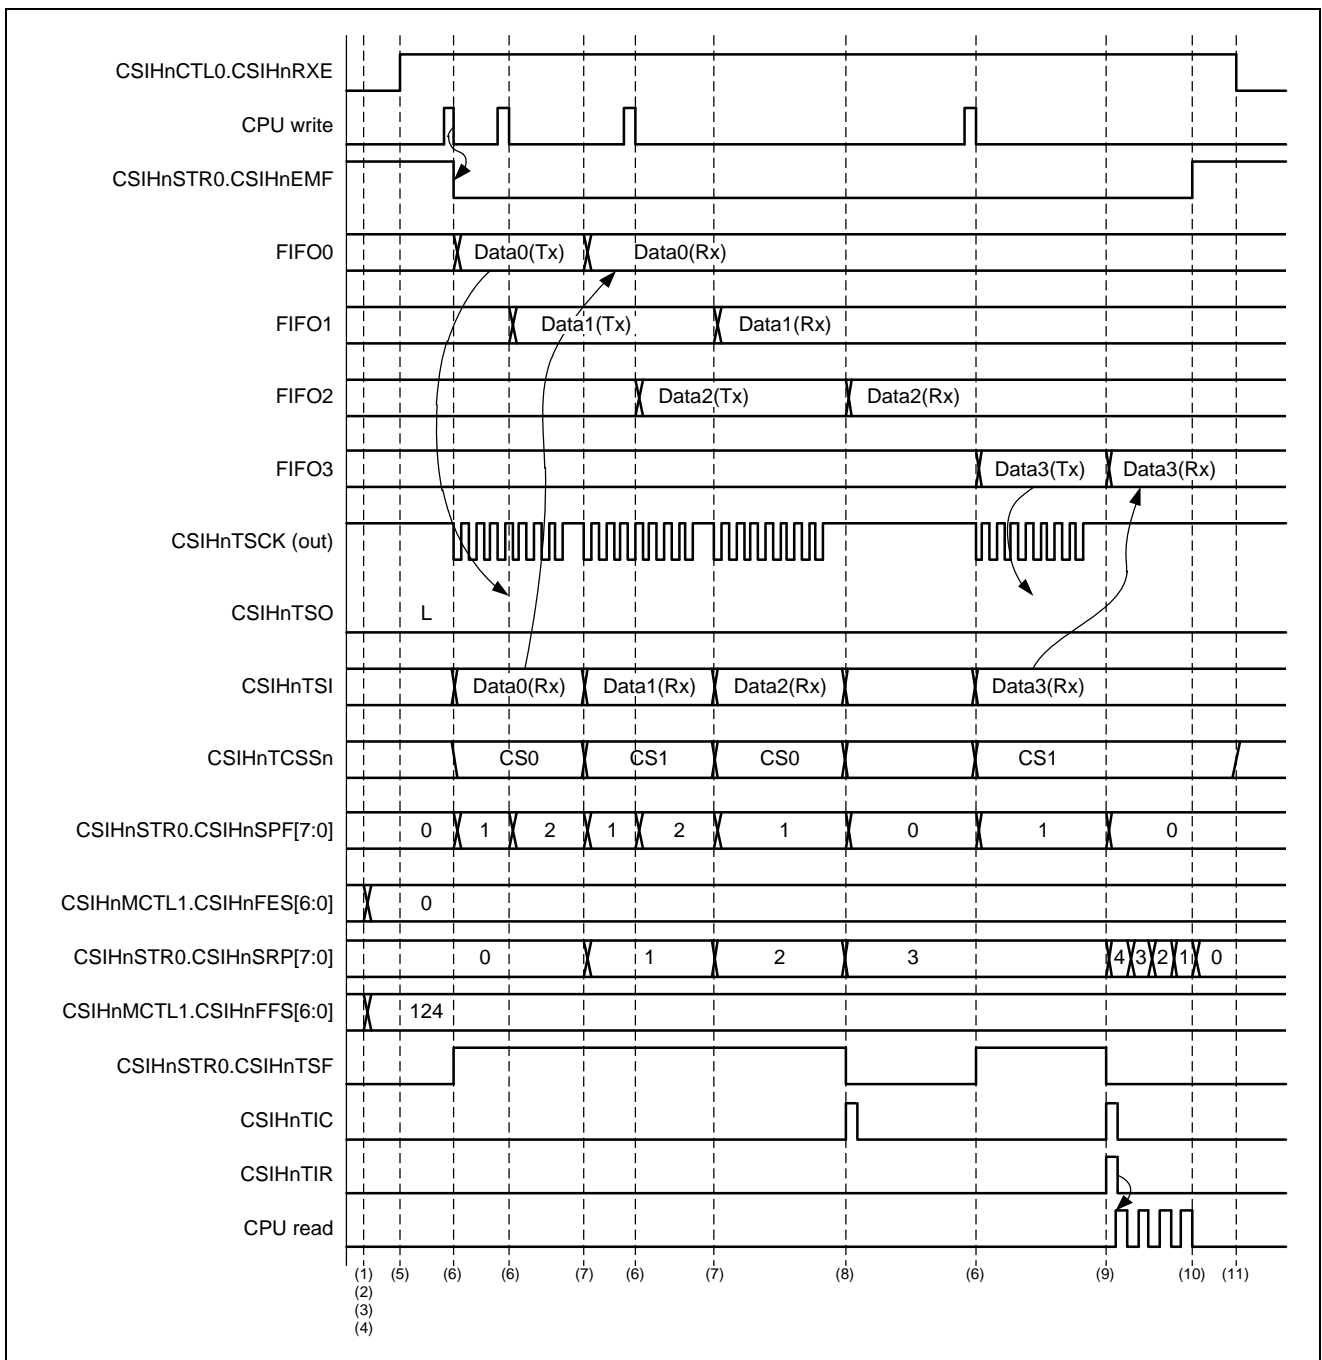 CSIHnCTL0.CSIHnRXE
CPU write
CSIHnSTR0.CSIHnEMF
FIFO0 Data0(Tx) Data0(Rx)
FIFO1 Data1(Tx) Data1(Rx)
FIFO2 Data2(Tx) Data2(Rx)
FIFO3 Data3(Tx) Data3(Rx)
CSIHnTSCK (out)
CSIHnTSO L
CSIHnTSI Data0(Rx) Data1(Rx) Data2(Rx) Data3(Rx)
CSIHnTCSSn CS0 CS1 CS0 CS1
CSIHnSTR0.CSIHnSPF[7:0] 0 1 2 1 2 1 0 1 0
CSIHnMCTL1.CSIHnFES[6:0] 0
CSIHnSTR0.CSIHnSRP[7:0] 0 1 2 3 4 3 2 1 0
CSIHnMCTL1.CSIHnFFS[6:0] 124
CSIHnSTR0.CSIHnTSF
CSIHnTIC
CSIHnTIR
CPU read
(1) (5) (6) (6) (7) (6) (7) (8) (6) (9) (10) (11)
(2)
(3)
(4)